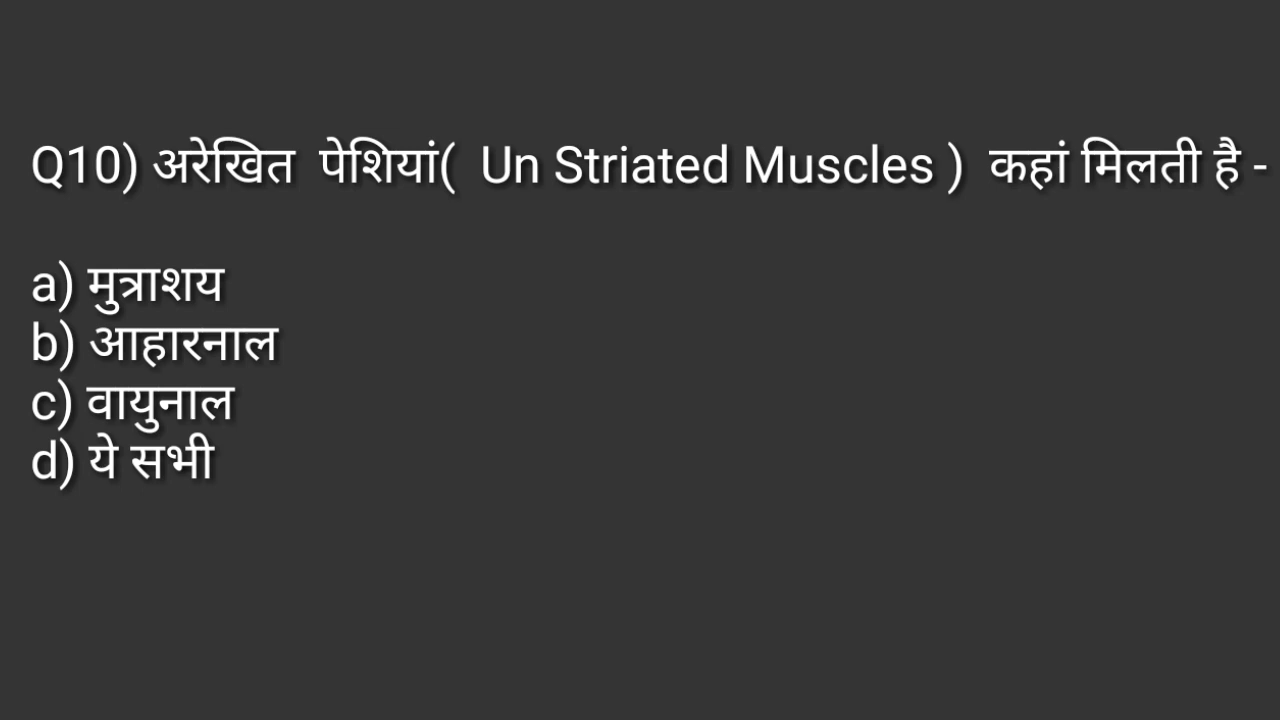 Q10) अरेखित पेशियां( Un Striated Muscles ) कहां मिलती है -
a) मुत्राशय
b) आहारनाल
c) वायुनाल
d) ये सभी